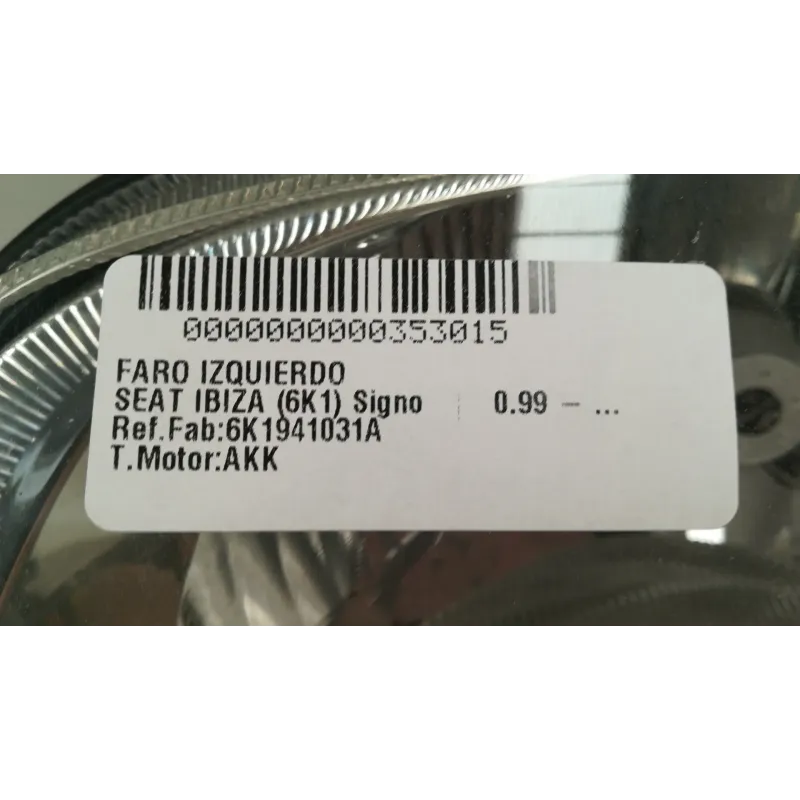 0000000000353015
FARO IZQUIERDO
SEAT IBIZA (6K1) Signo 0.99 – ...
Ref.Fab:6K1941031A
T.Motor:AKK